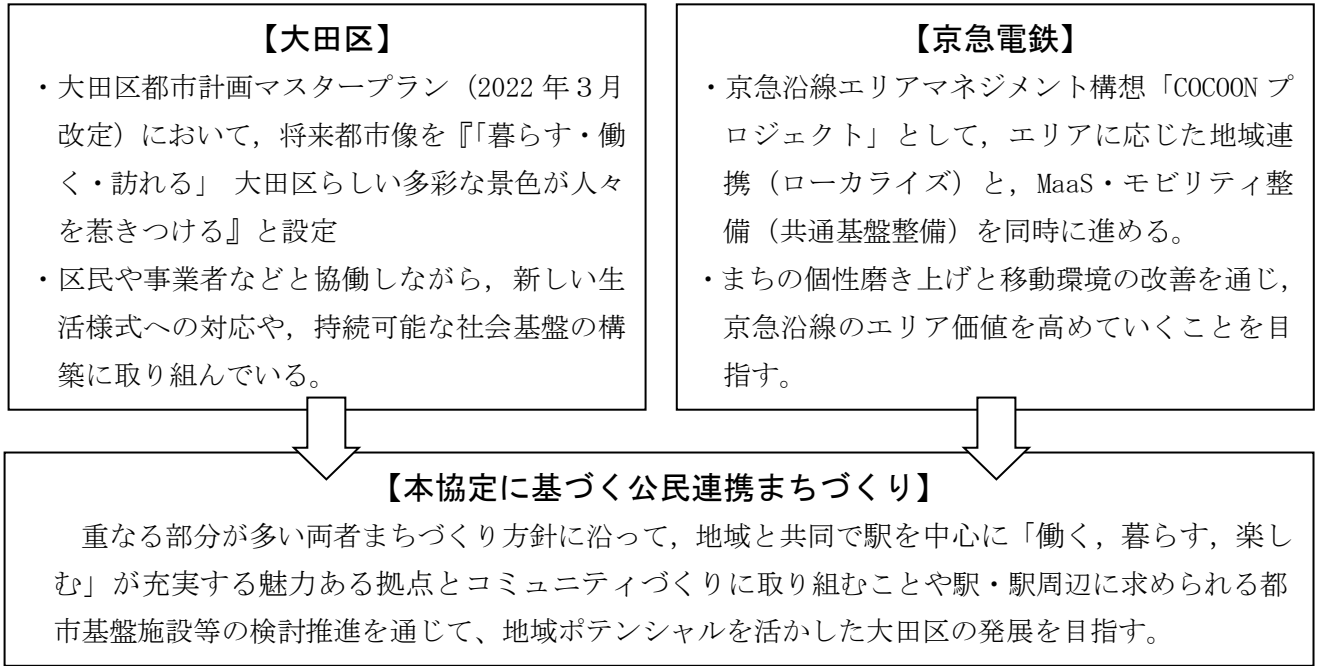 【大田区】
・大田区都市計画マスタープラン（2022 年３月
改定）において，将来都市像を『「暮らす・働
く・訪れる」 大田区らしい多彩な景色が人々
を惹きつける』と設定
・区民や事業者などと協働しながら，新しい生
活様式への対応や，持続可能な社会基盤の構
築に取り組んでいる。
【京急電鉄】
・京急沿線エリアマネジメント構想「COCOON プ
ロジェクト」として，エリアに応じた地域連
携（ローカライズ）と，MaaS・モビリティ整
備（共通基盤整備）を同時に進める。
・まちの個性磨き上げと移動環境の改善を通じ，
京急沿線のエリア価値を高めていくことを目
指す。
【本協定に基づく公民連携まちづくり】
重なる部分が多い両者まちづくり方針に沿って，地域と共同で駅を中心に「働く，暮らす，楽し
む」が充実する魅力ある拠点とコミュニティづくりに取り組むことや駅・駅周辺に求められる都
市基盤施設等の検討推進を通じて、地域ポテンシャルを活かした大田区の発展を目指す。